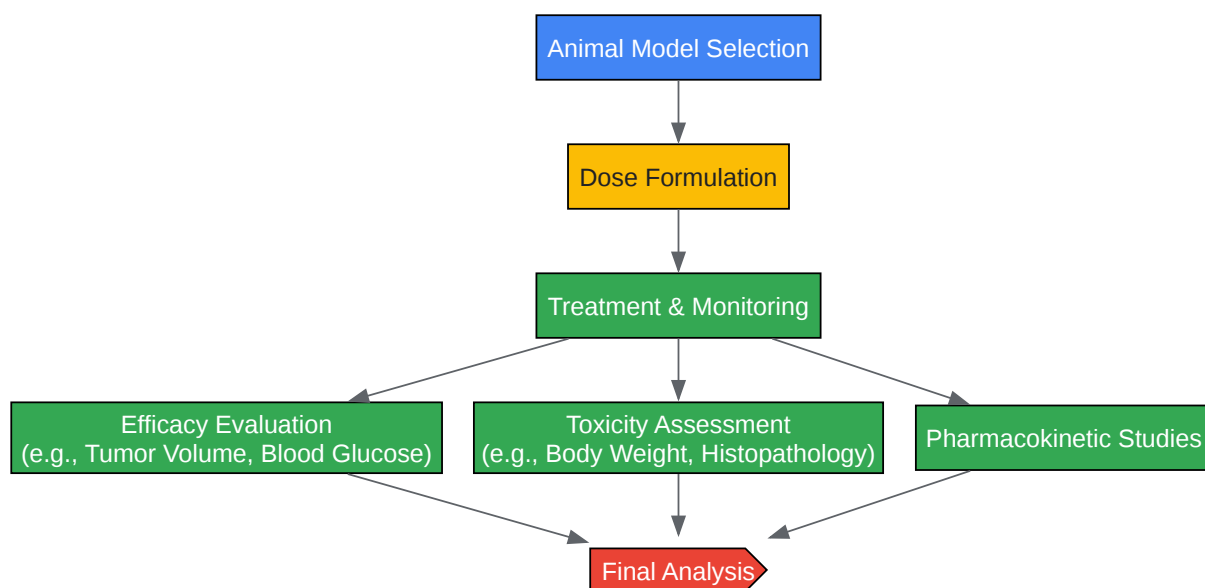 Animal Model Selection
Dose Formulation
Treatment & Monitoring
Efficacy Evaluation
(e.g., Tumor Volume, Blood Glucose)
Toxicity Assessment
(e.g., Body Weight, Histopathology)
Pharmacokinetic Studies
Final Analysis